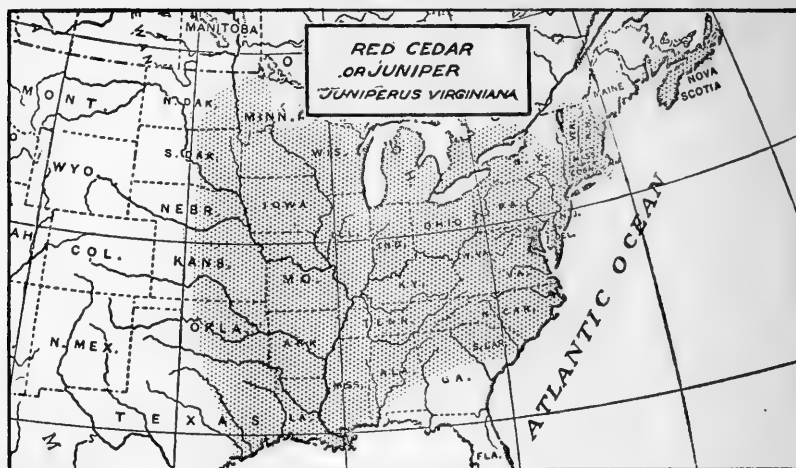 MANITOBA
RED CEDAR
OR JUNIPER
JUNIPERUS VIRGINIANA
O
NOVA
SCOTIA
MAINE
MONT.
N. DAK.
MINN.
WIS.
S. DAK.
WYO.
N.Y.
NEBR.
IOWA
PA.
ILL.
IND.
OHIO
COL.
KANS.
MO.
KY.
W.VA.
VA.
OKLA.
ARK.
TENN.
N. CAR.
S. CAR.
N. MEX.
MISS.
ALA.
GA.
TEXAS
LA.
FLA.
ATLANTIC OCEAN